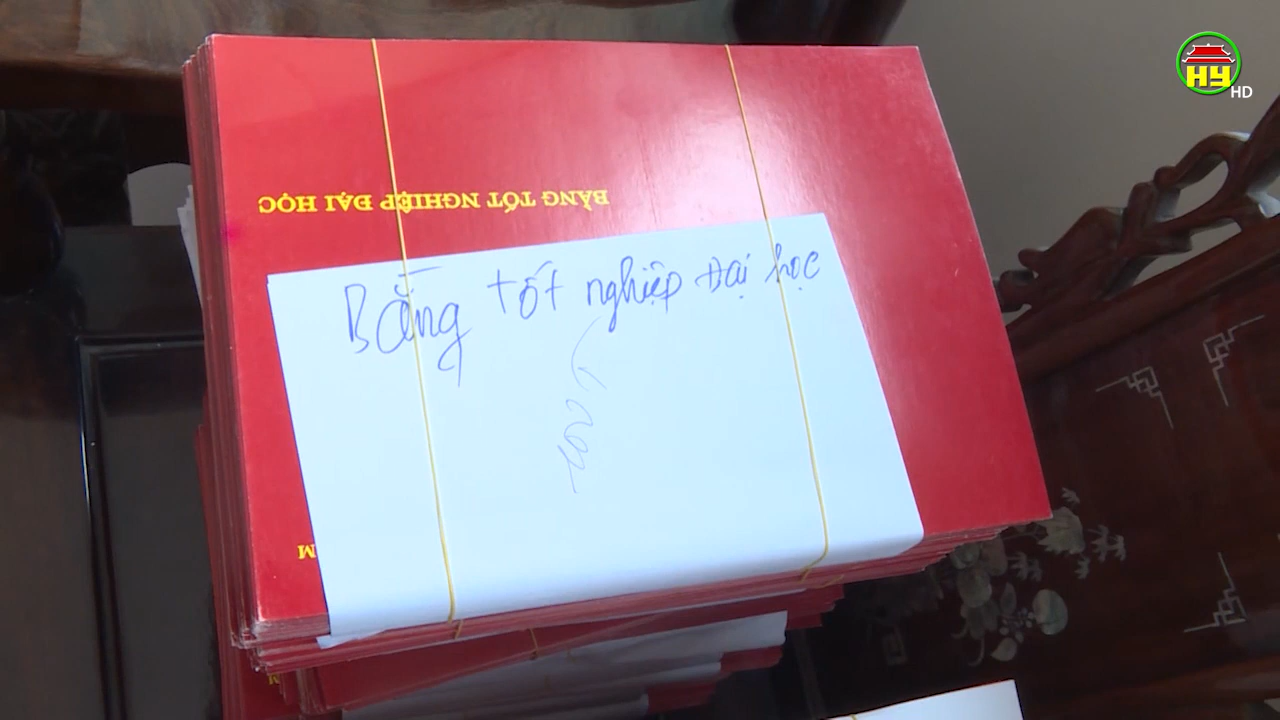 HY
HD
BẰNG TỐT NGHIỆP ĐẠI HỌC
Bằng tốt nghiệp Đại học
M
M